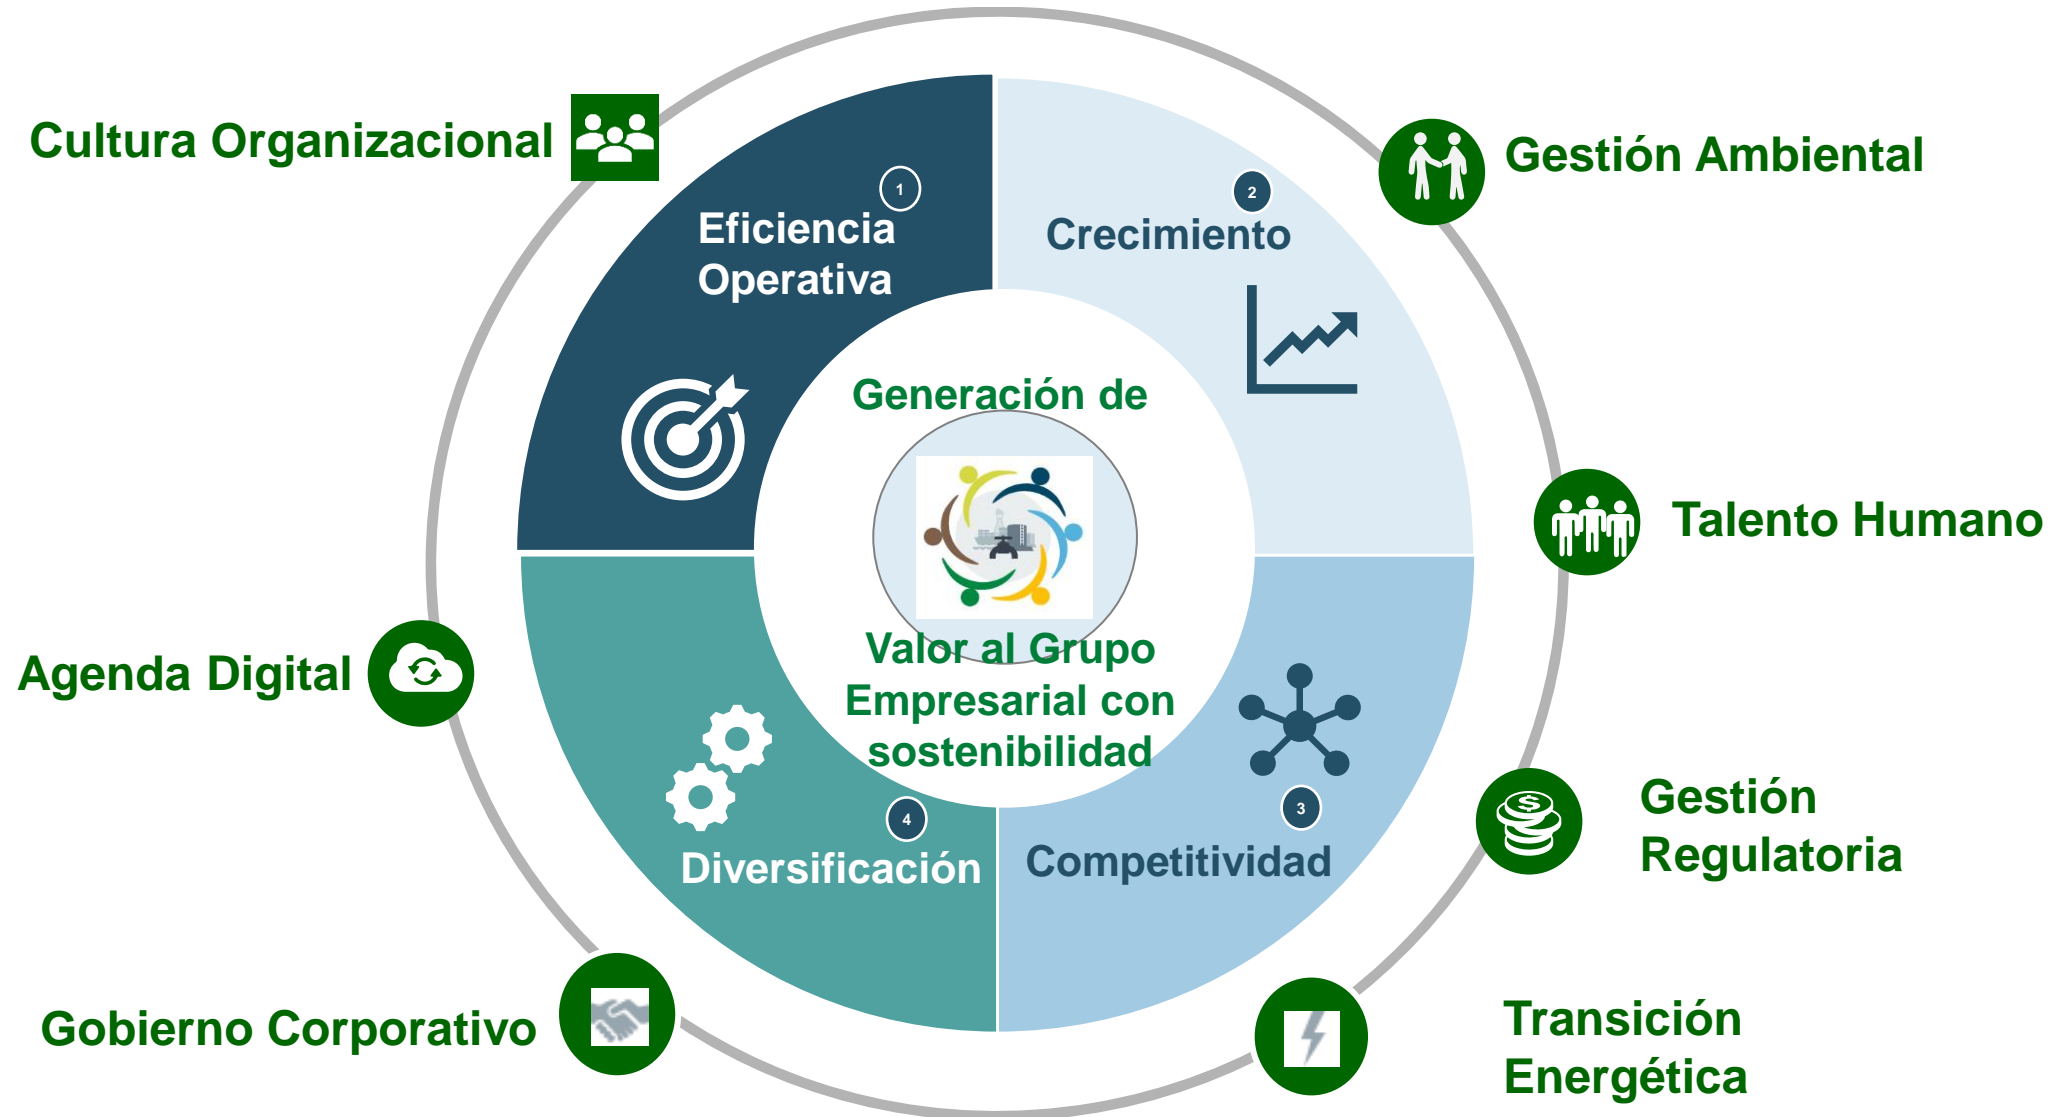 Cultura Organizacional
Gestión Ambiental
1
Eficiencia
Operativa
2
Crecimiento
Generación de
Valor al Grupo
Empresarial con
sostenibilidad
Talento Humano
Agenda Digital
4
Diversificación
3
Competitividad
Gestión
Regulatoria
$
Gobierno Corporativo
Transición
Energética